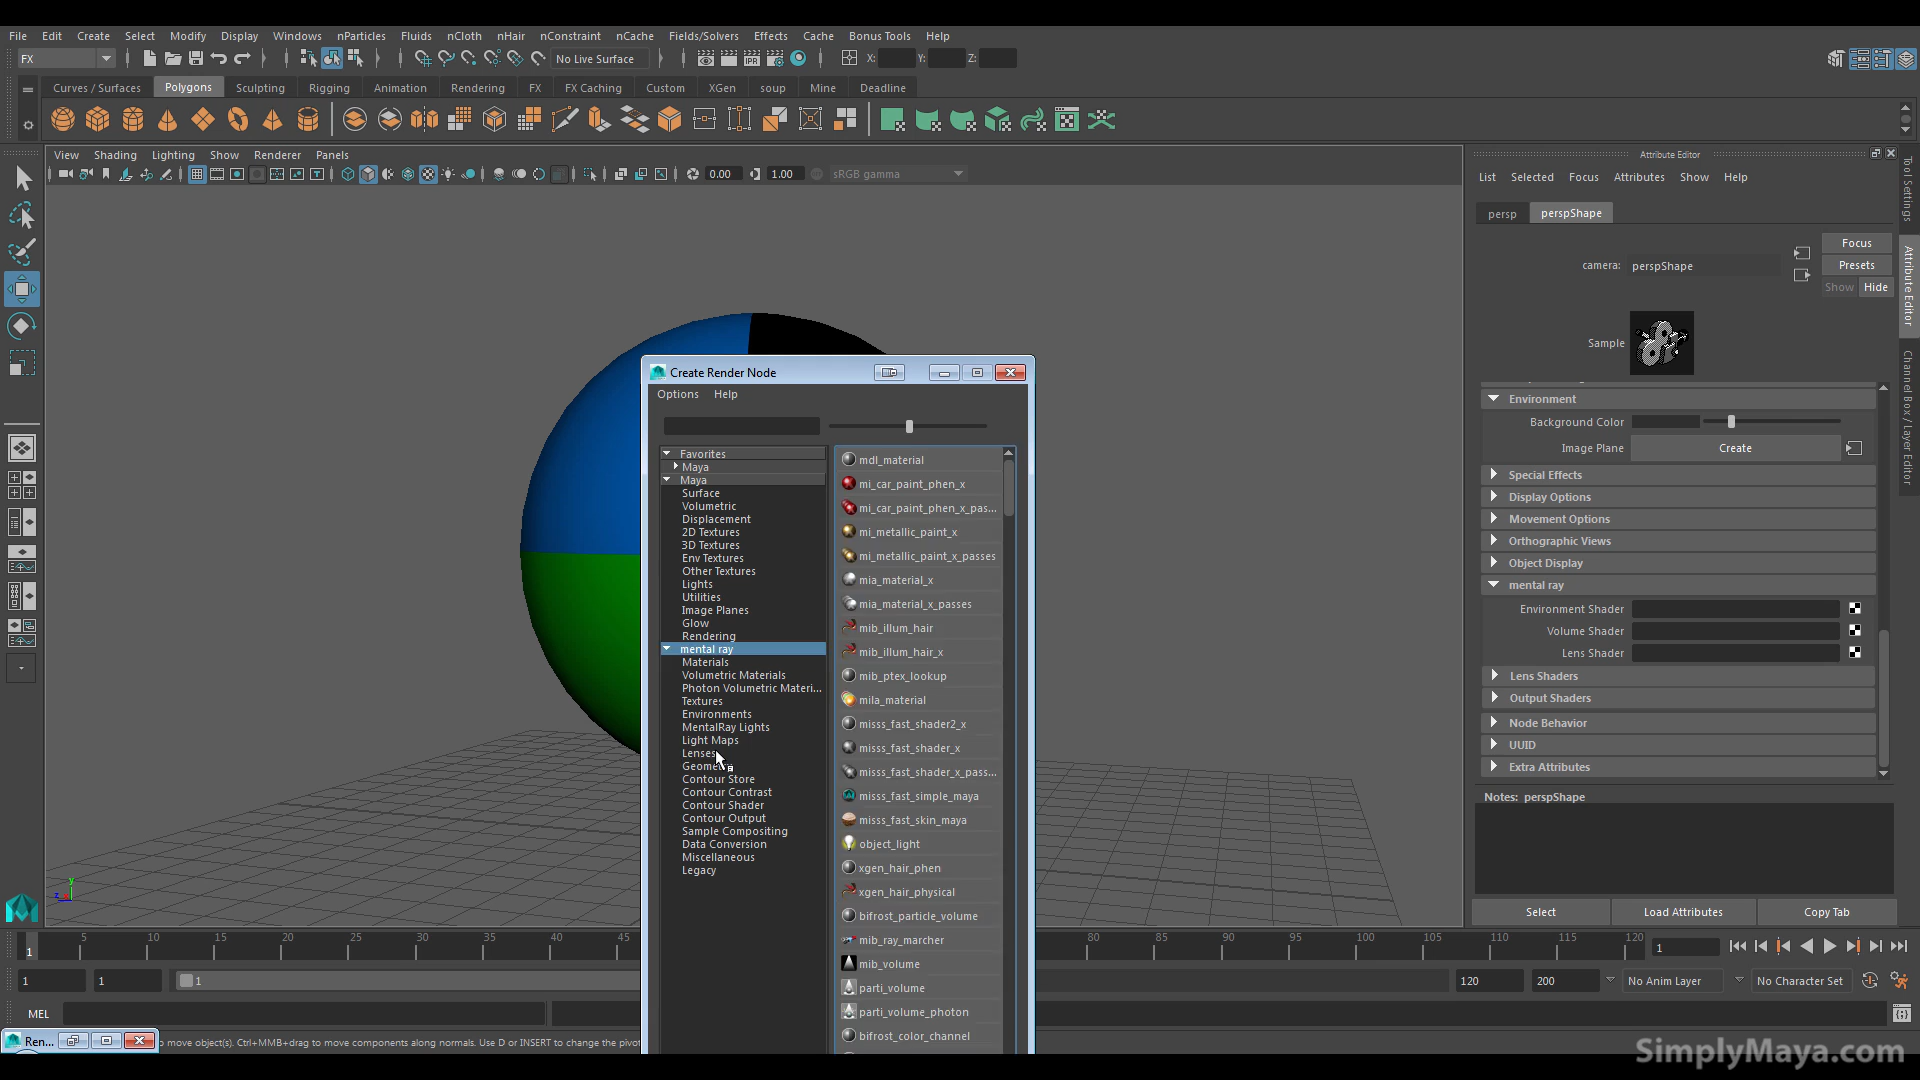 File Edit Create Select Modify Display Windows nParticles Fluids nCloth nHair nConstraint nCache Fields/Solvers Effects Cache Bonus Tools Help
FX No Live Surface X: Y: Z:
Curves / Surfaces Polygons Sculpting Rigging Animation Rendering FX FX Caching Custom XGen soup Mine Deadline
View Shading Lighting Show Renderer Panels
0.00 1.00 sRGB gamma
Create Render Node
Options Help
Favorites
Maya
Maya
Surface
Volumetric
Displacement
2D Textures
3D Textures
Env Textures
Other Textures
Lights
Utilities
Image Planes
Glow
Rendering
mental ray
Materials
Volumetric Materials
Photon Volumetric Materi...
Textures
Environments
MentalRay Lights
Light Maps
Lenses
Contour Store
Contour Contrast
Contour Shader
Contour Output
Sample Compositing
Data Conversion
Miscellaneous
Legacy
mdl_material
mi_car_paint_phen_x
mi_car_paint_phen_x_pas...
mi_metallic_paint_x
mi_metallic_paint_x_passes
mia_material_x
mia_material_x_passes
mib_illum_hair
mib_illum_hair_x
mib_ptex_lookup
mila_material
misss_fast_shader2_x
misss_fast_shader_x
misss_fast_shader_x_pass...
misss_fast_simple_maya
misss_fast_skin_maya
object_light
xgen_hair_phen
xgen_hair_physical
bifrost_particle_volume
mib_ray_marcher
mib_volume
parti_volume
parti_volume_photon
bifrost_color_channel
Attribute Editor
List Selected Focus Attributes Show Help
persp perspShape
Focus
camera: perspShape
Presets
Show Hide
Sample
Environment
Background Color
Image Plane Create
Special Effects
Display Options
Movement Options
Orthographic Views
Object Display
mental ray
Environment Shader
Volume Shader
Lens Shader
Lens Shaders
Output Shaders
Node Behavior
UUID
Extra Attributes
Notes: perspShape
Select Load Attributes Copy Tab
Tool Settings
Attribute Editor
Channel Box / Layer Editor
y
z
1 5 10 15 20 25 30 35 40 45 80 85 90 95 100 105 110 115 120 1
1 1 1 120 200 No Anim Layer No Character Set
MEL
Ren... o move object(s). Ctrl+MMB+drag to move components along normals. Use D or INSERT to change the pivot
SimplyMaya.com